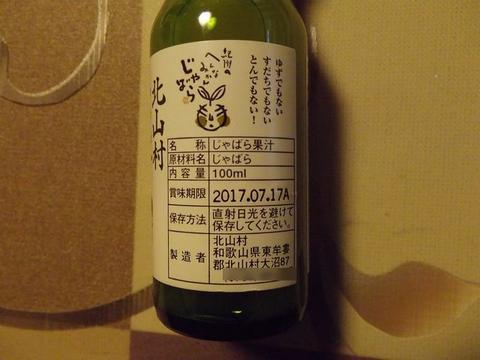 ゆずでもない
すだちでもない
とんでもない!
紀州の
へんなみかん
じゃばら
北山村
名称 じゃばら果汁
原材料名 じゃばら
内容量 100ml
賞味期限 2017.07.17A
保存方法 直射日光を避けて
保存してください。
製造者 北山村
和歌山県東牟婁
郡北山村大沼87